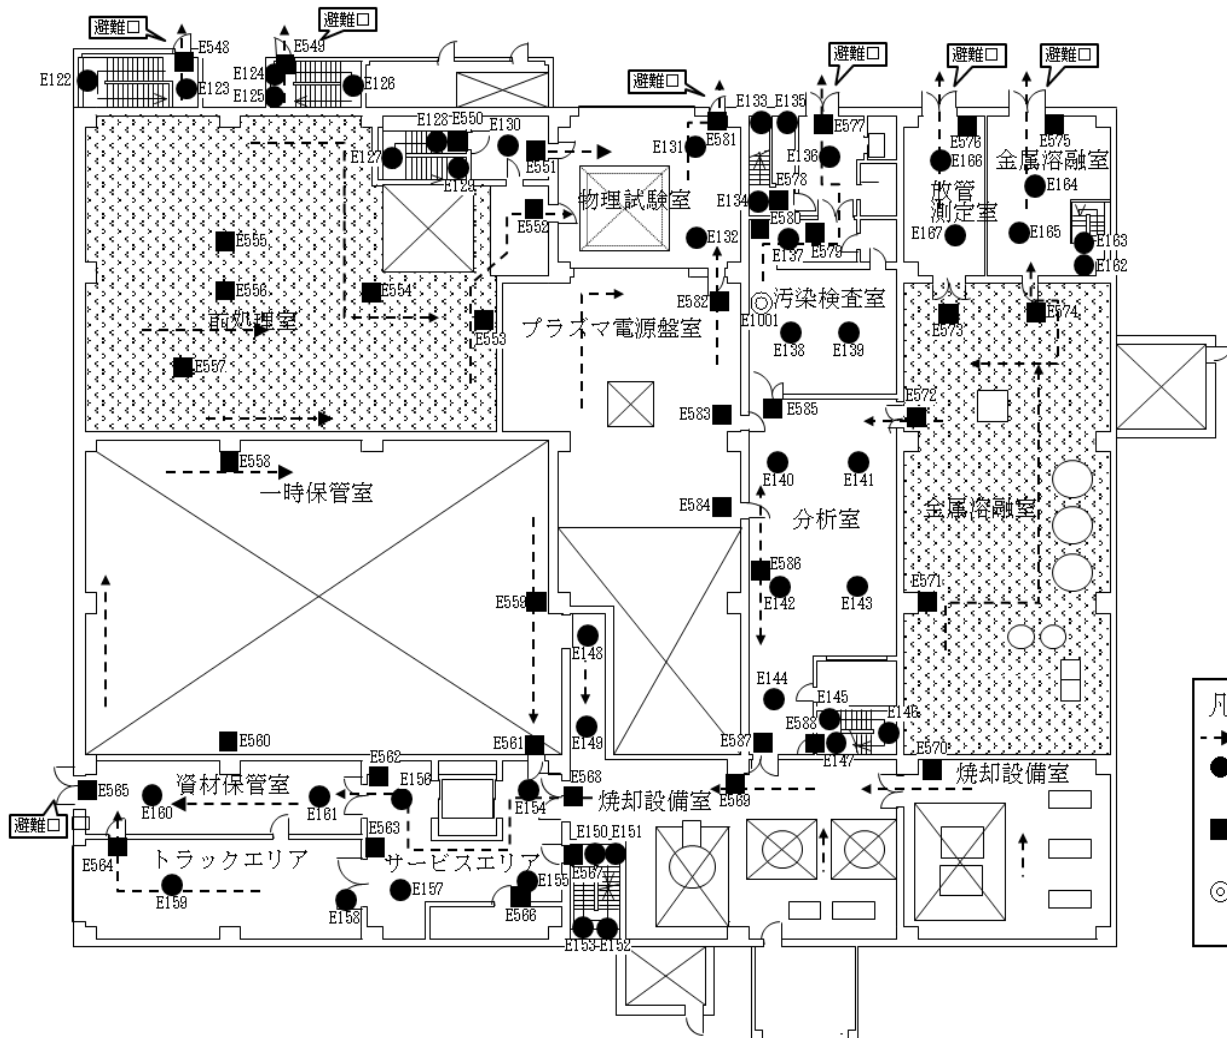 避難口
避難口
E548
E549
避難口
避難口
避難口
避難口
E122
E123
E124
E125
E126
E133
E135
E581
E577
E576
E575
E128
E550
E130
E127
E129
E551
E131
E136
E166
金属溶融室
放管
測定室
E164
E578
物理試験室
E134
E580
E552
E132
E137
E579
E167
E165
E163
E162
E555
E556
E554
E553
E582
汚染検査室
E1001
E573
E574
前処理室
プラズマ電源盤室
E138
E139
E557
E583
E585
E572
E558
一時保管室
E140
E141
E584
分析室
金属溶融室
E586
E559
E142
E143
E571
E148
E144
E145
E146
E149
E588
E587
E147
E560
E561
E570
凡
E562
E568
資材保管室
E156
E154
E565
E160
E161
焼却設備室
E569
焼却設備室
避難口
E563
E150
E151
E564
トラックエリア
サービスエリア
E567
E159
E158
E157
E155
E566
E153
E152